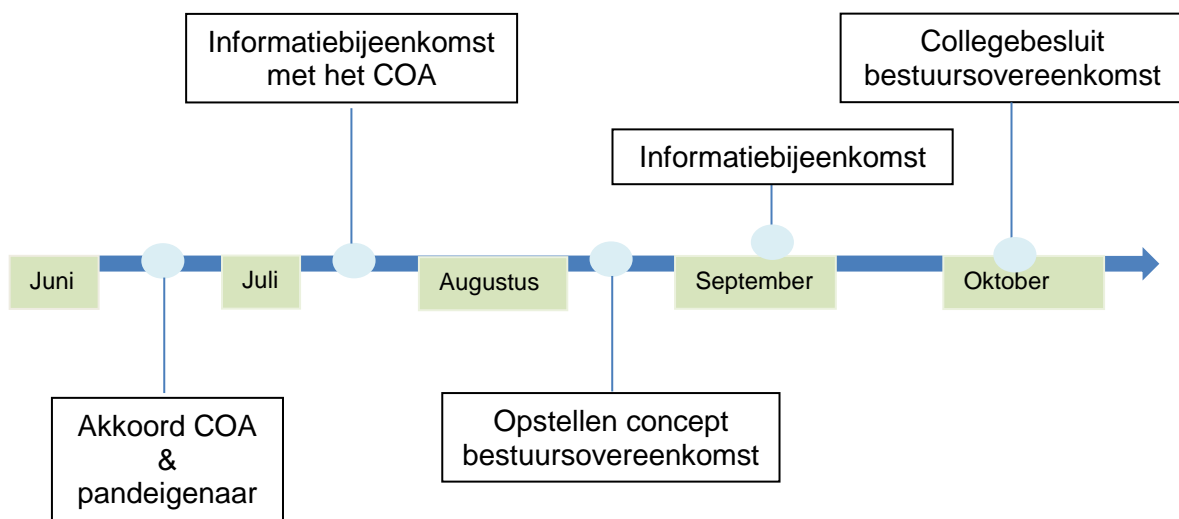 Informatiebijeenkomst
met het COA
Collegebesluit
bestuursovereenkomst
Informatiebijeenkomst
Juni
Juli
Augustus
September
Oktober
Akkoord COA
&
pandeigenaar
Opstellen concept
bestuursovereenkomst